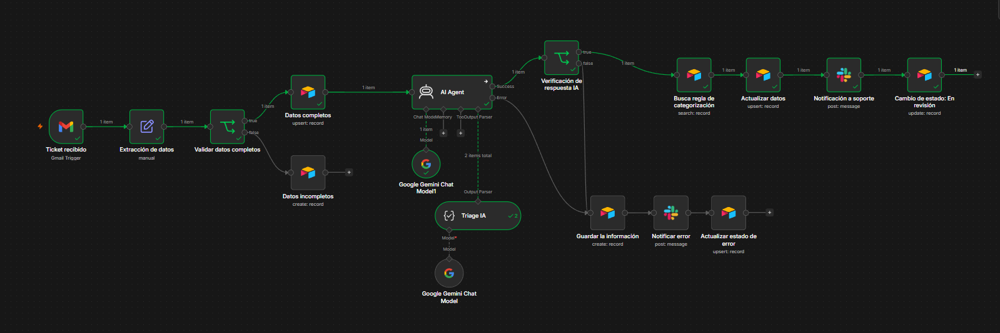 Ticket recibido
Gmail Trigger
1 item
Extracción de datos
manual
1 item
Validar datos completos
true
false
1 item
Datos completos
upsert: record
Datos incompletos
create: record
+
1 item
AI Agent
Success
Error
Chat Mode
Memory
Too
Output Parser
+
+
1 item
Model
Google Gemini Chat
Model1
2 items total
Output Parser
Triage IA
2
Model*
Model
Google Gemini Chat
Model
1 item
true
false
Verificación de
respuesta IA
1 item
Busca regla de
categorización
search: record
1 item
Actualizar datos
upsert: record
1 item
Notificación a soporte
post: message
1 item
Cambio de estado: En
revisión
update: record
1 item
+
Guardar la información
create: record
Notificar error
post: message
Actualizar estado de
error
upsert: record
+